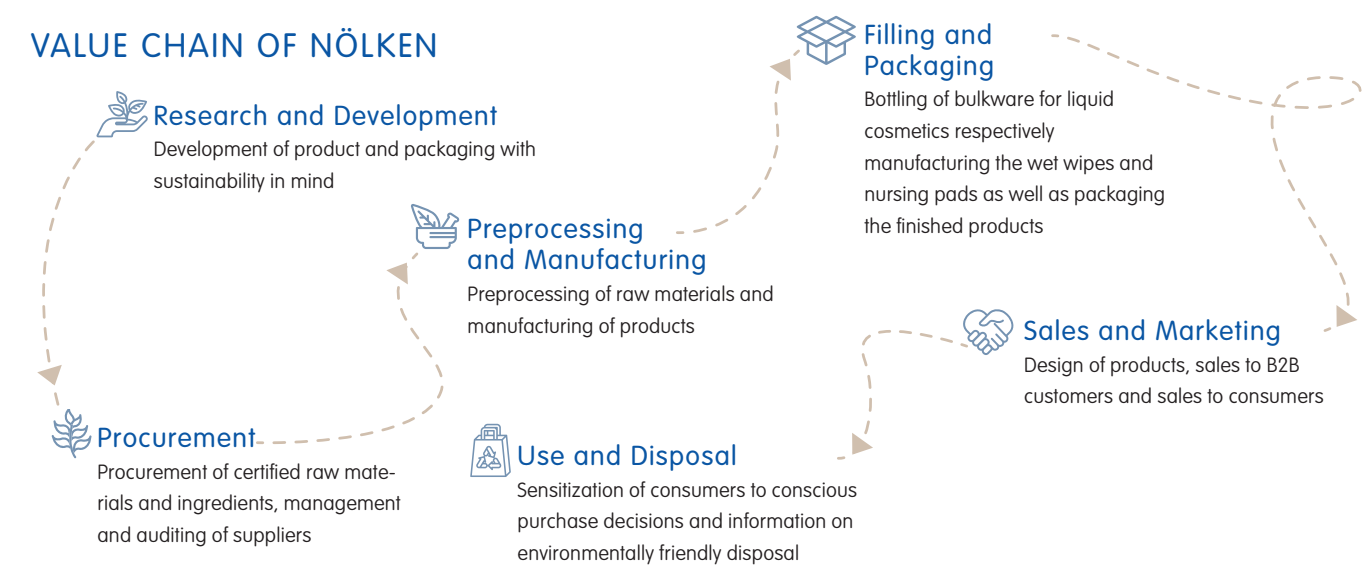 VALUE CHAIN OF NÖLKEN
Research and Development
Development of product and packaging with
sustainability in mind
Procurement
Procurement of certified raw mate-
rials and ingredients, management
and auditing of suppliers
Preprocessing
and Manufacturing
Preprocessing of raw materials and
manufacturing of products
Filling and
Packaging
Bottling of bulkware for liquid
cosmetics respectively
manufacturing the wet wipes and
nursing pads as well as packaging
the finished products
Sales and Marketing
Design of products, sales to B2B
customers and sales to consumers
Use and Disposal
Sensitization of consumers to conscious
purchase decisions and information on
environmentally friendly disposal